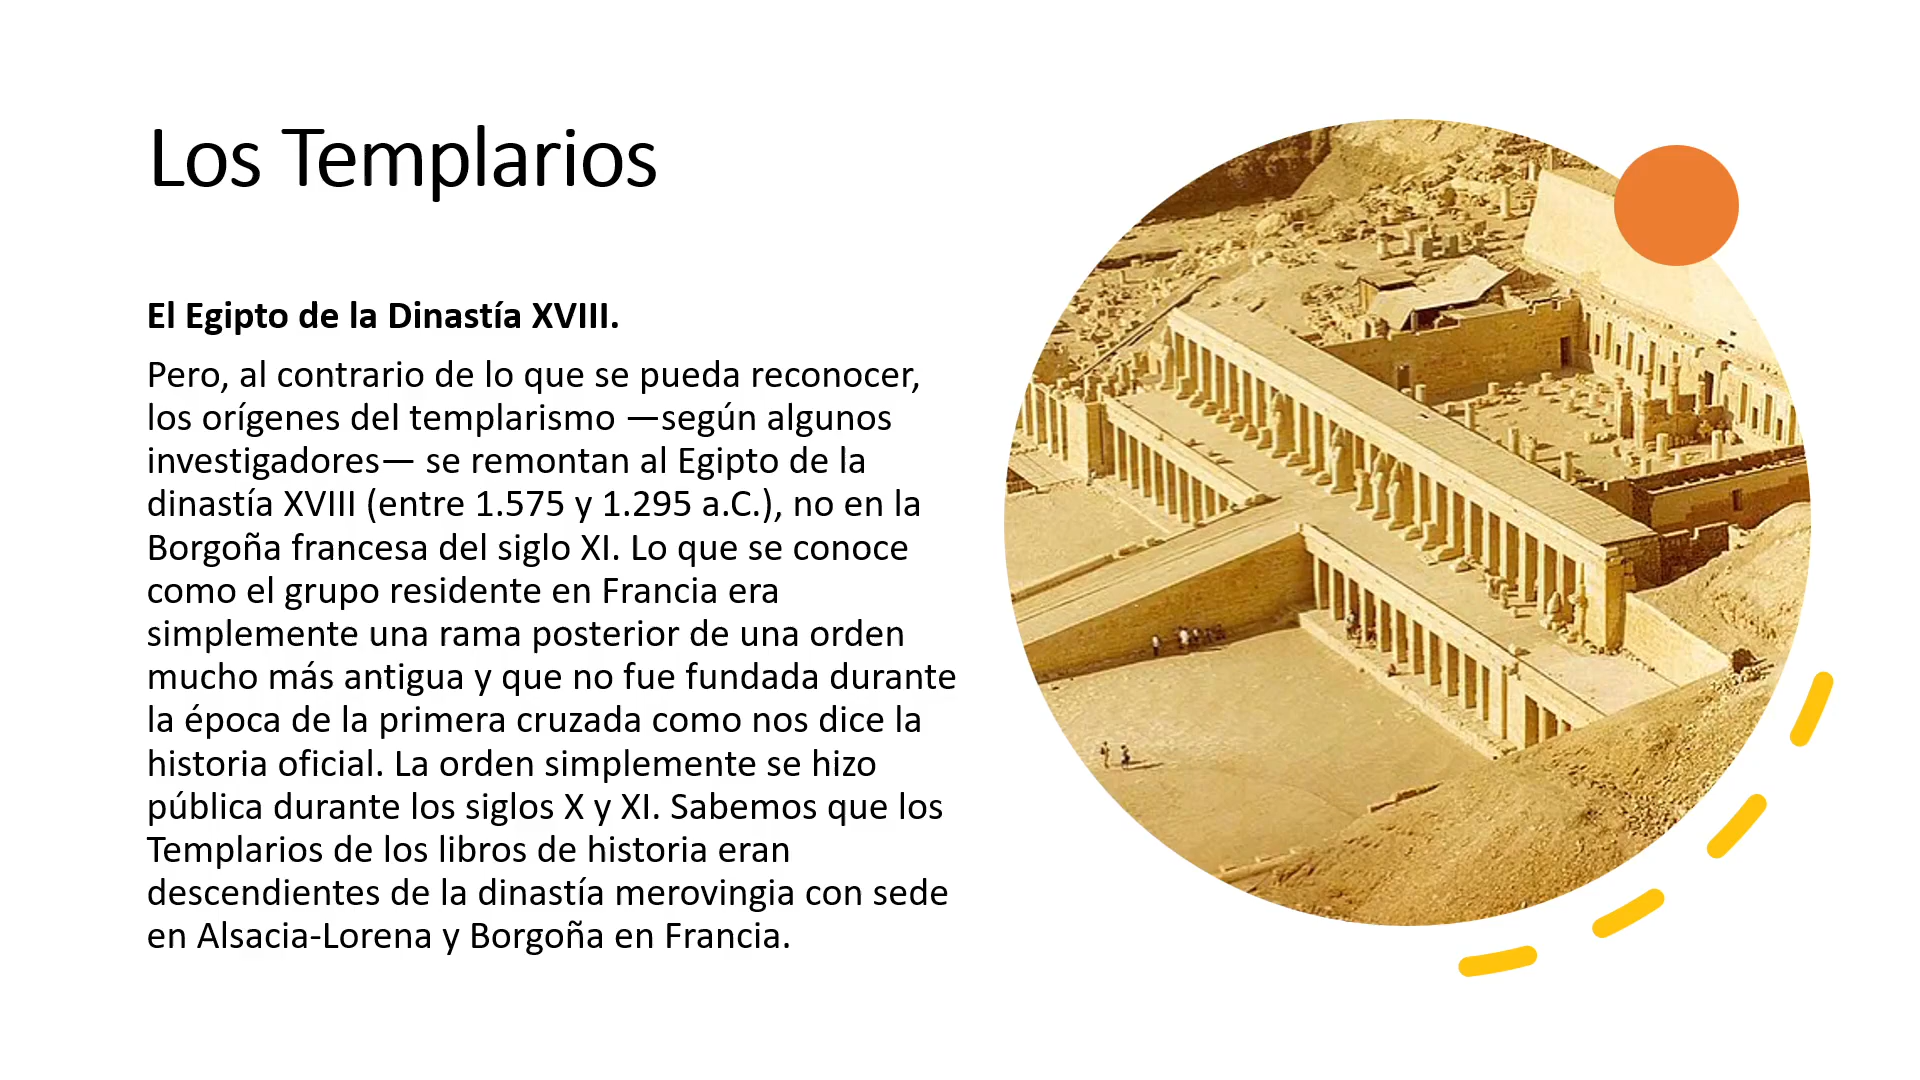 Los Templarios
El Egipto de la Dinastía XVIII.
Pero, al contrario de lo que se pueda reconocer,
los orígenes del templarismo —según algunos
investigadores— se remontan al Egipto de la
dinastía XVIII (entre 1.575 y 1.295 a.C.), no en la
Borgoña francesa del siglo XI. Lo que se conoce
como el grupo residente en Francia era
simplemente una rama posterior de una orden
mucho más antigua y que no fue fundada durante
la época de la primera cruzada como nos dice la
historia oficial. La orden simplemente se hizo
pública durante los siglos X y XI. Sabemos que los
Templarios de los libros de historia eran
descendientes de la dinastía merovingia con sede
en Alsacia-Lorena y Borgoña en Francia.